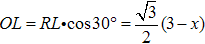 OL = RL•cos30° = √3/2 (3 − x)